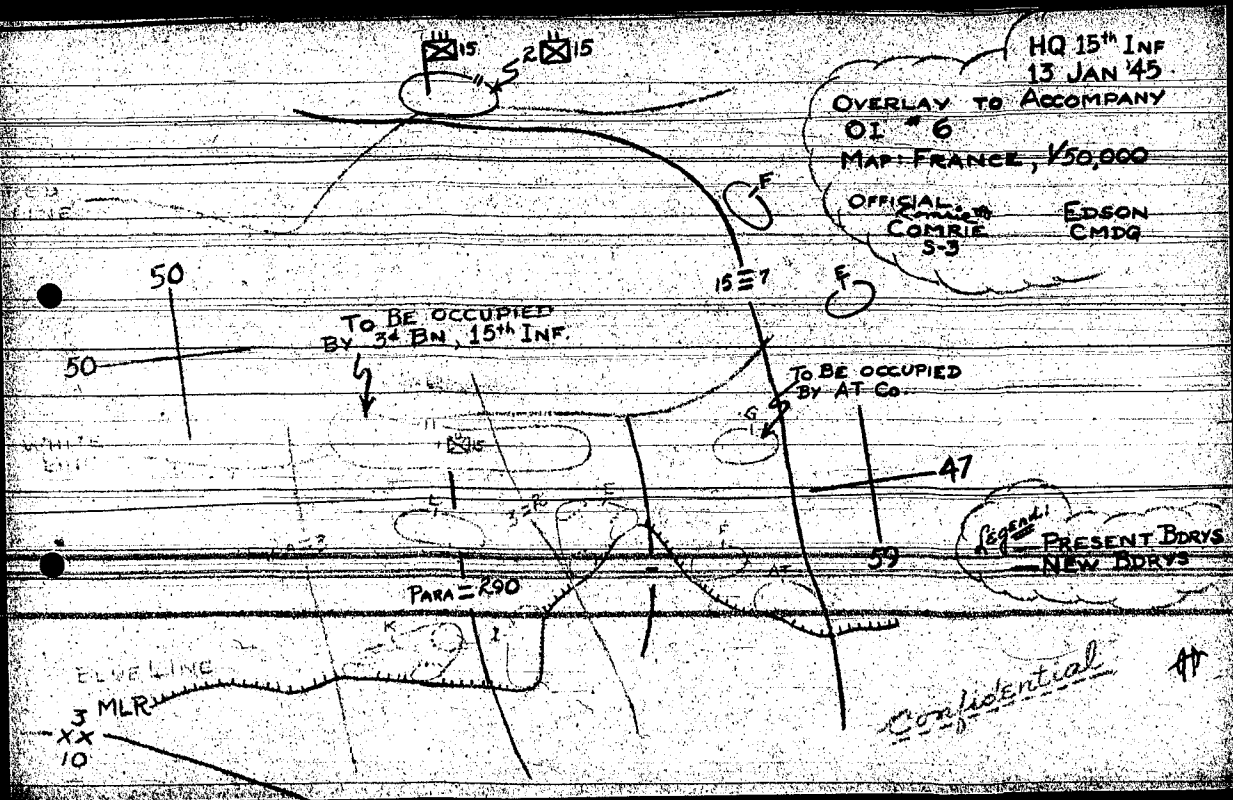 15
2 15
HQ 15th INF
13 JAN '45
OVERLAY TO ACCOMPANY
OI # 6
MAP: FRANCE, 1/50,000
OFFICIAL:
COMRIE
S-3
EDSON
CMDG
F
LINE
15 7
E
50
50
TO BE OCCUPIED
BY 3d BN, 15th INF.
TO BE OCCUPIED
BY AT CO.
G
15
WHITE
LINE
47
L
E
F
AT
59
Legend:
PRESENT BDRYS
NEW BDRYS
PARA 290
K
I
BLUE LINE
MLR
3
XX
10
Confidential